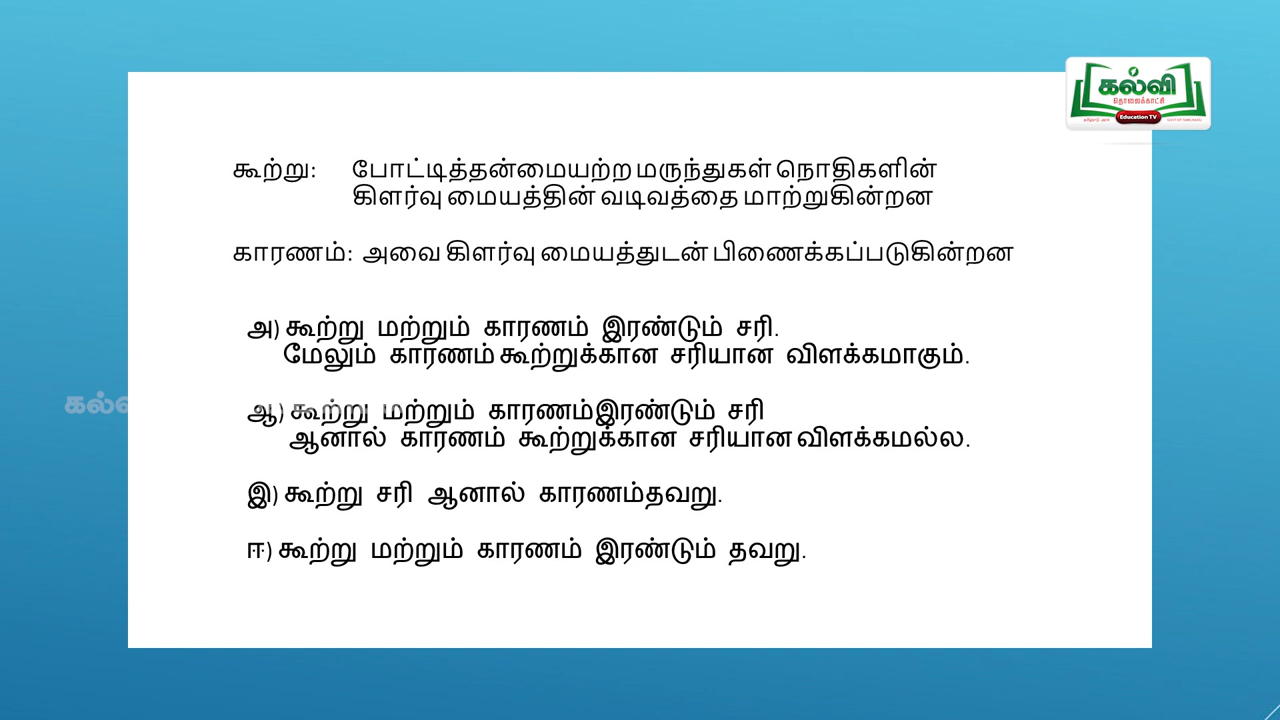 கல்வி
தொலைக்காட்சி
Education TV
கூற்று: போட்டித்தன்மையற்ற மருந்துகள் நொதிகளின்
கிளர்வு மையத்தின் வடிவத்தை மாற்றுகின்றன
காரணம்: அவை கிளர்வு மையத்துடன் பிணைக்கப்படுகின்றன
அ) கூற்று மற்றும் காரணம் இரண்டும் சரி.
மேலும் காரணம் கூற்றுக்கான சரியான விளக்கமாகும்.
ஆ) கூற்று மற்றும் காரணம்இரண்டும் சரி
ஆனால் காரணம் கூற்றுக்கான சரியான விளக்கமல்ல.
இ) கூற்று சரி ஆனால் காரணம்தவறு.
ஈ) கூற்று மற்றும் காரணம் இரண்டும் தவறு.